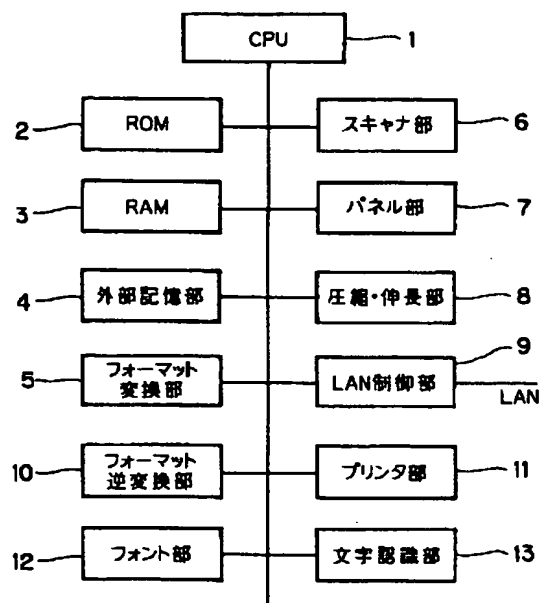 CPU
1
2
ROM
スキャナ部
6
3
RAM
パネル部
7
4
外部記憶部
圧縮・伸長部
8
5
フォーマット
変換部
LAN制御部
9
LAN
10
フォーマット
逆変換部
プリンタ部
11
12
フォント部
文字認識部
13